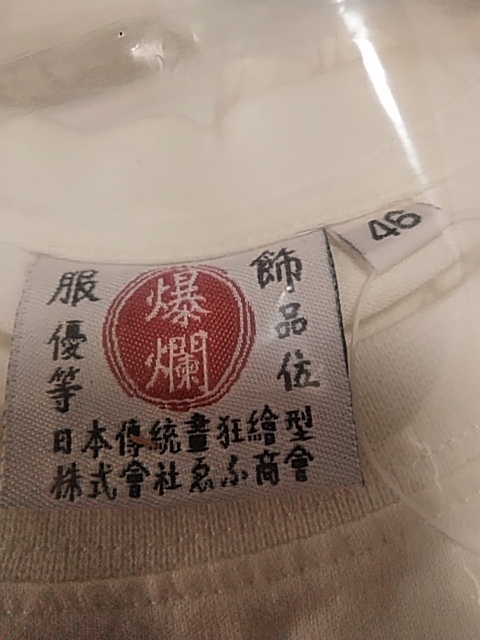 46
服飾
優品
等位
爆爛
日本傳統畫狂繪型
株式會社忍ふ商會